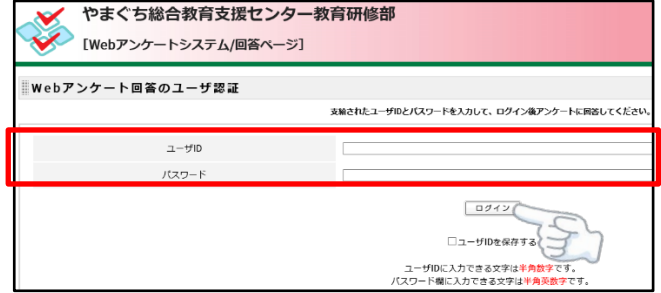 やまぐち総合教育支援センター教育研修部
[Webアンケートシステム/回答ページ]
Webアンケート回答のユーザ認証
支給されたユーザIDとパスワードを入力して、ログイン後アンケートに回答してください。
ユーザID
パスワード
ログイン
ユーザIDを保存する
ユーザIDに入力できる文字は半角数字です。
パスワード欄に入力できる文字は半角英数字です。